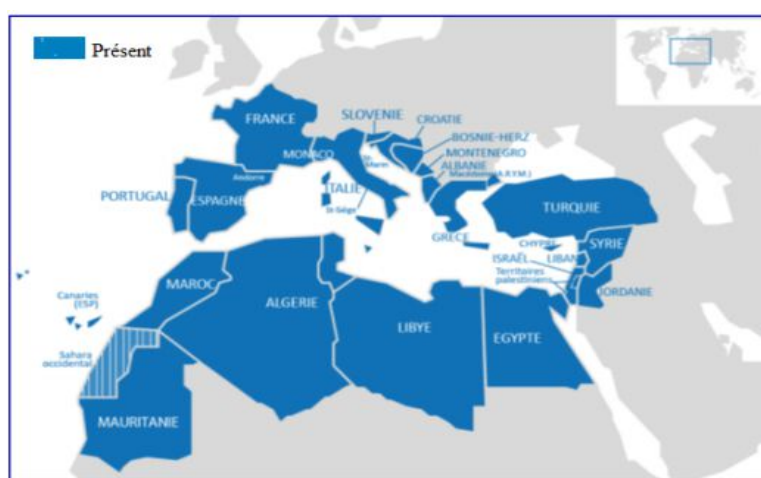 Présent
FRANCE
SLOVENIE
CROATIE
BOSNIE-HERZ
MONACO
MONTENEGRO
ALBANIE
Andorre
ITALIE
PORTUGAL
ESPAGNE
St-Siège
TURQUIE
GRECE
CHYPRE
SYRIE
ISRAËL
LIBAN
Territoires
palestiniens
JORDANIE
MAROC
ALGERIE
LIBYE
EGYPTE
Canaries
(ESP)
Sahara
occidental
MAURITANIE